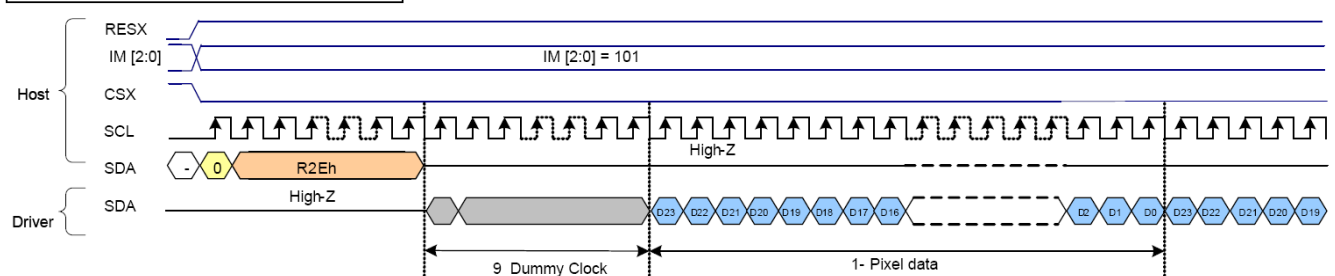 RESX
IM [2:0]
IM [2:0] = 101
Host
CSX
SCL
High-Z
SDA
- 0 R2Eh
Driver
SDA
High-Z
D23 D22 D21 D20 D19 D18 D17 D16 D2 D1 D0 D23 D22 D21 D20 D19
9 Dummy Clock
1- Pixel data